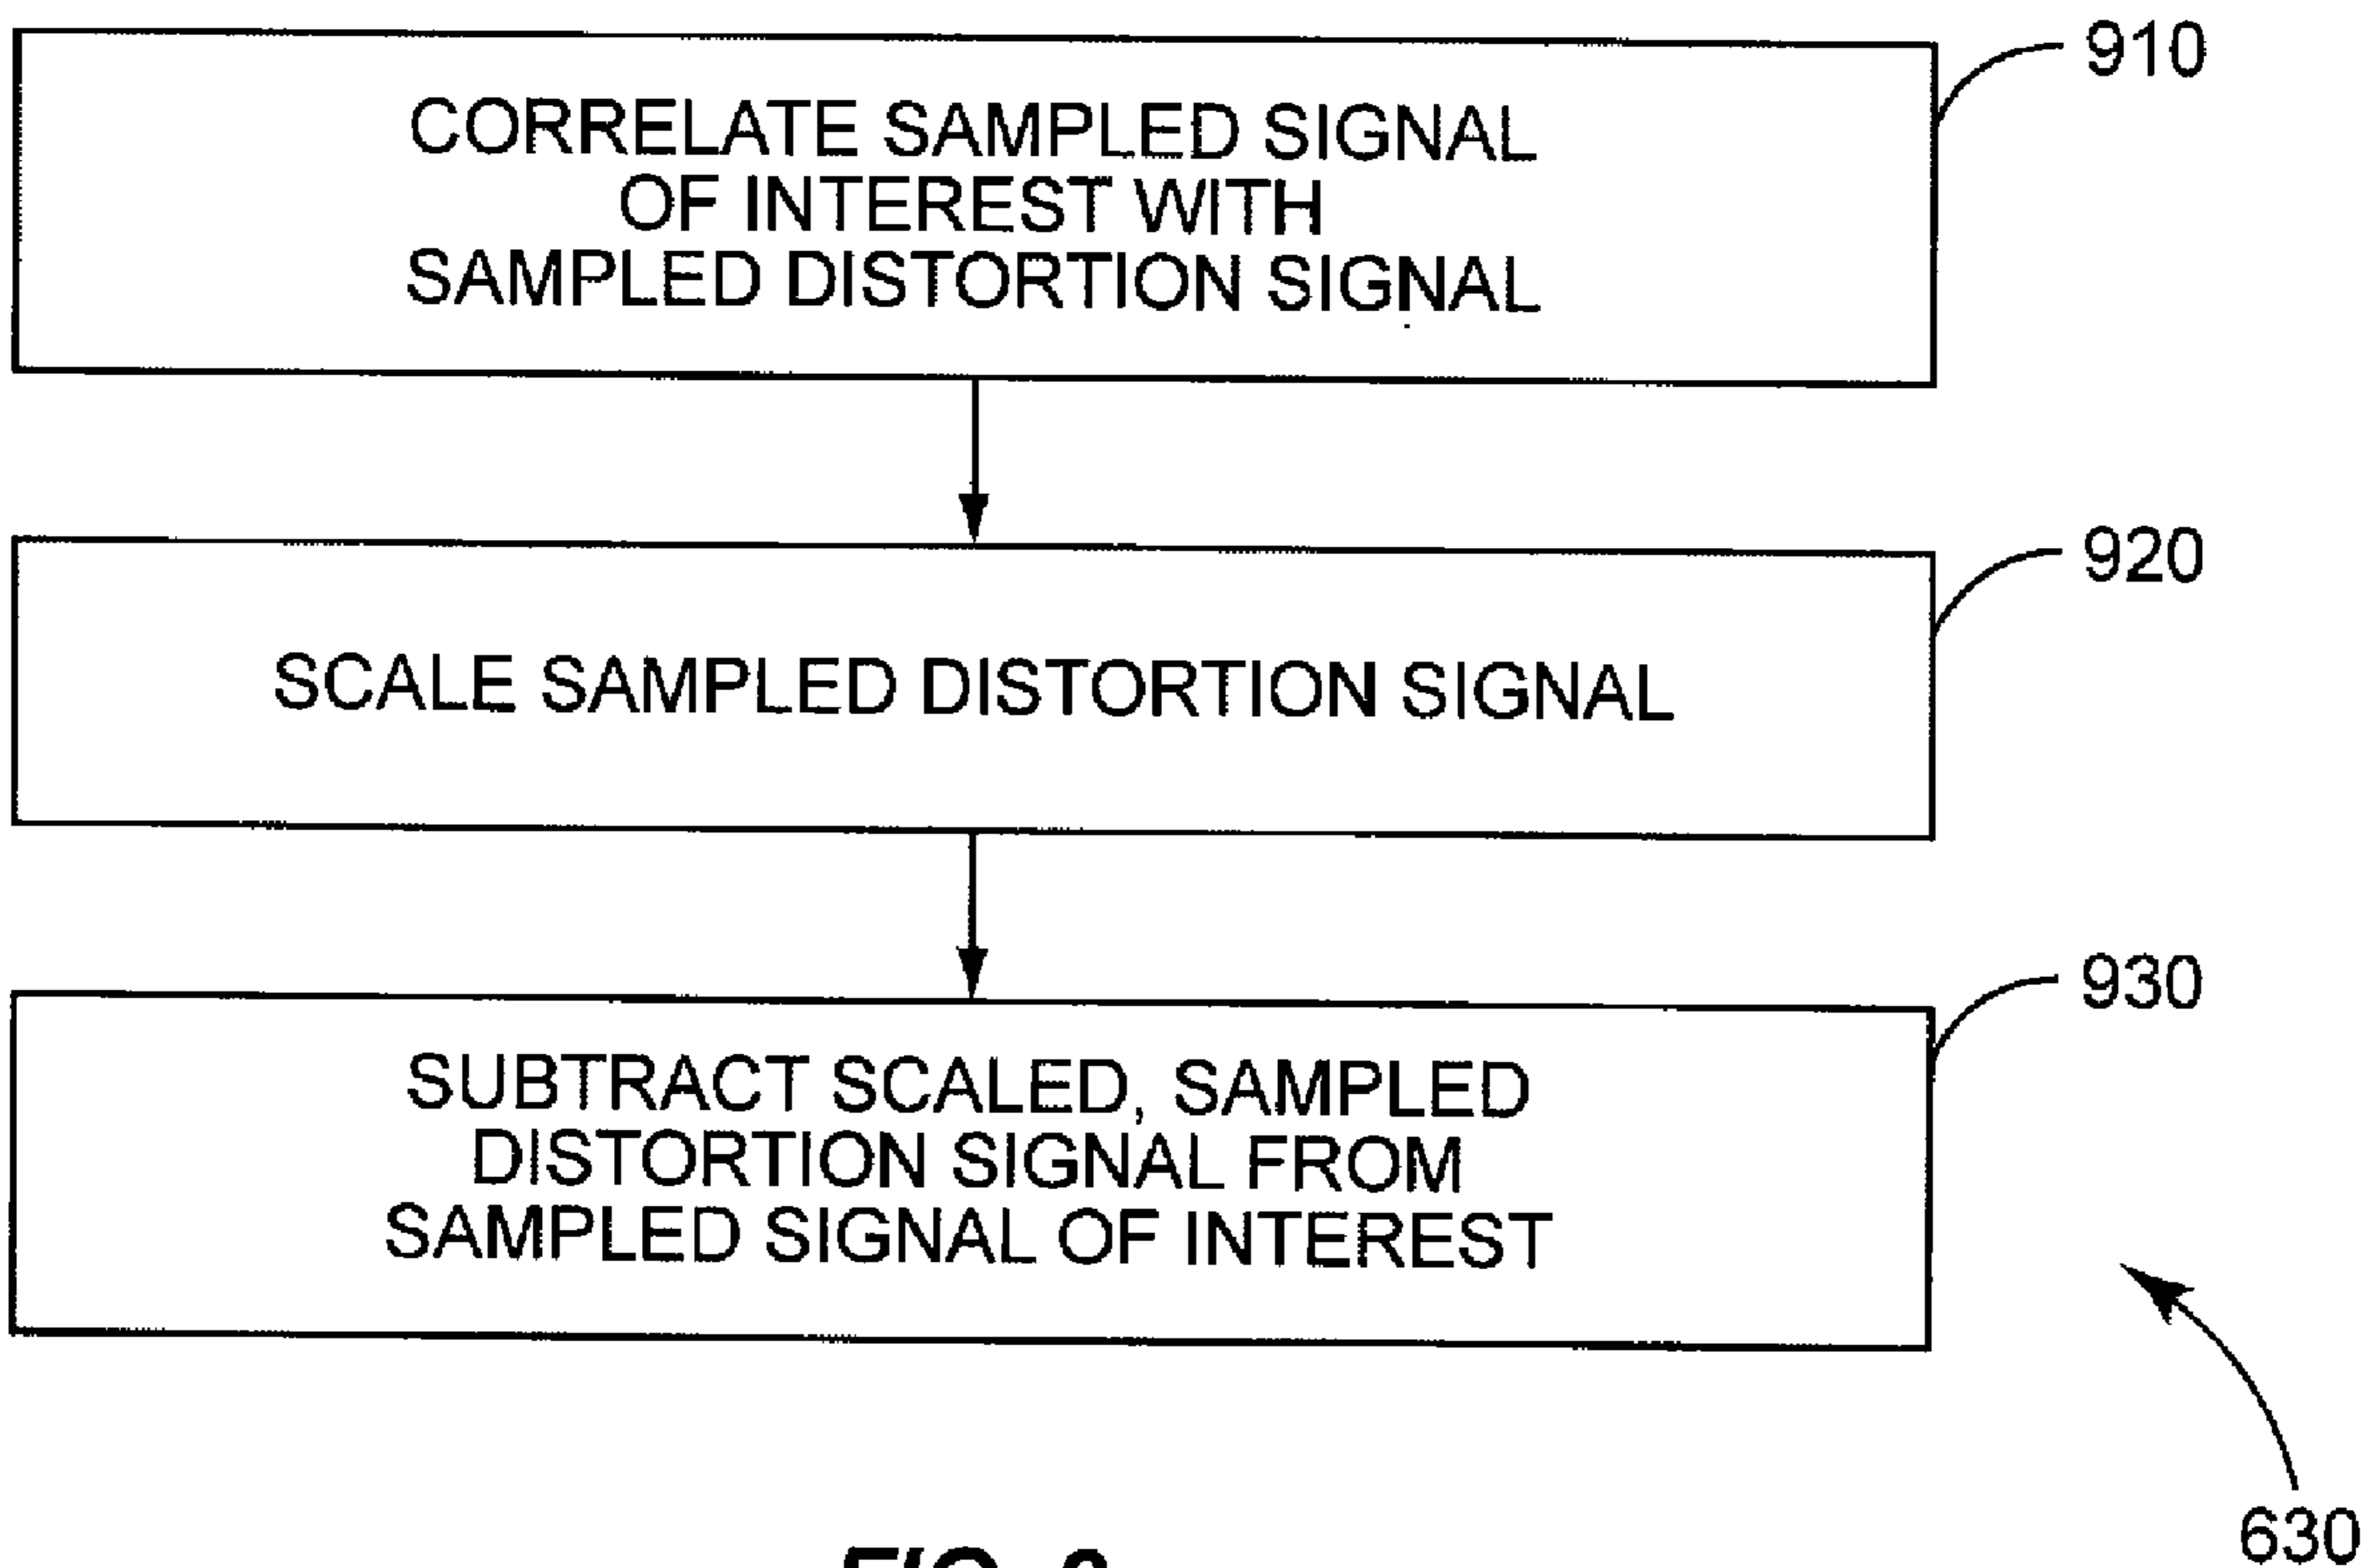 910
CORRELATE SAMPLED SIGNAL
OF INTEREST WITH
SAMPLED DISTORTION SIGNAL
920
SCALE SAMPLED DISTORTION SIGNAL
930
SUBTRACT SCALED, SAMPLED
DISTORTION SIGNAL FROM
SAMPLED SIGNAL OF INTEREST
630